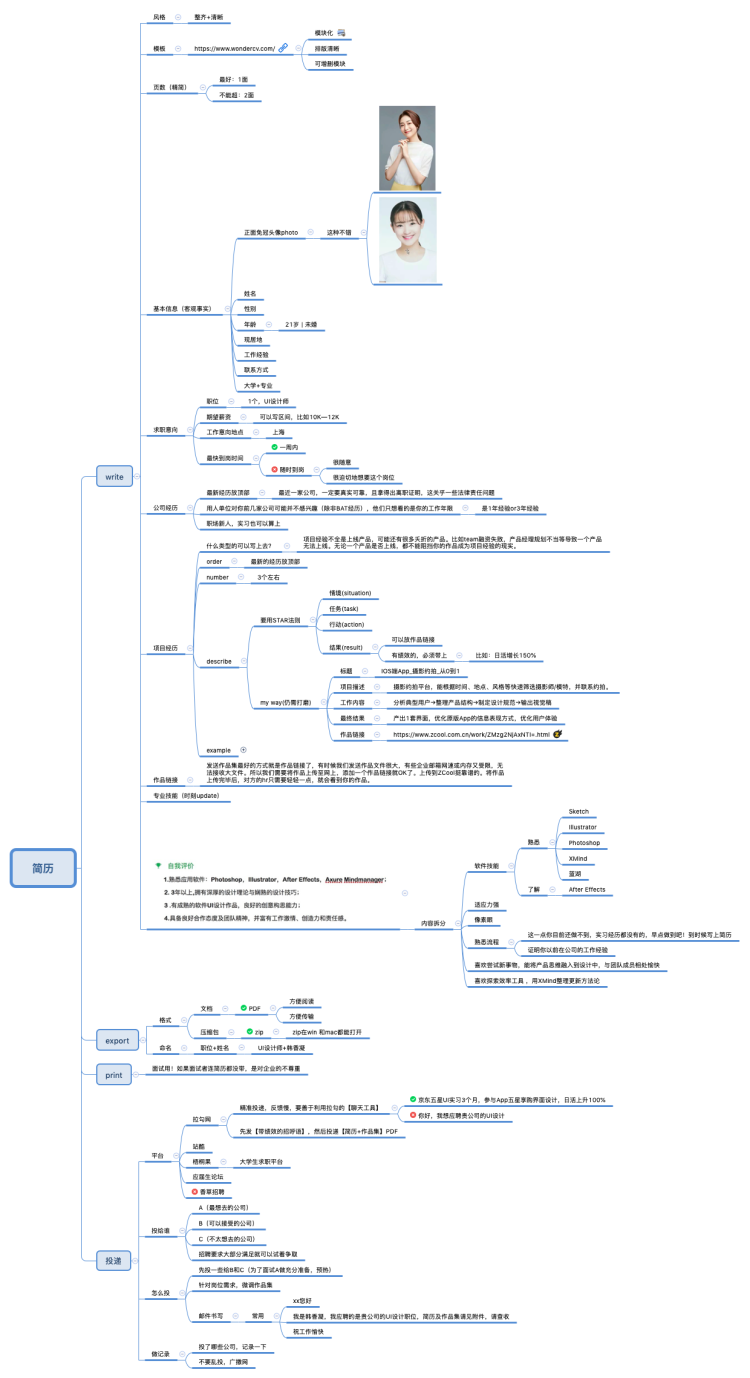 简历
write
风格
整齐+清晰
模板
https://www.wondercv.com/
模块化
排版清晰
可增删模块
页数（精简）
最好：1面
不能超：2面
基本信息（客观事实）
正面免冠头像photo
这种不错
姓名
性别
年龄
21岁 | 未婚
现居地
工作经验
联系方式
大学+专业
求职意向
职位
1个，UI设计师
期望薪资
可以写区间，比如10K—12K
工作意向地点
上海
最快到岗时间
一周内
随时到岗
很随意
很迫切地想要这个岗位
公司经历
最新经历放顶部
最近一家公司，一定要真实可靠，且拿得出离职证明，这关乎一些法律责任问题
用人单位对你前几家公司可能并不感兴趣（除非BAT经历），他们只想看的是你的工作年限
是1年经验or3年经验
职场新人，实习也可以算上
项目经历
什么类型的可以写上去?
项目经验不全是上线产品，可能还有很多夭折的产品。比如team融资失败，产品经理规划不当等导致一个产品
无法上线。无论一个产品是否上线，都不能阻挡你的作品成为项目经验的现实。
order
最新的经历放顶部
number
3个左右
describe
要用STAR法则
情境(situation)
任务(task)
行动(action)
结果(result)
可以放作品链接
有绩效的，必须带上
比如：日活增长150%
my way(仍需打磨)
标题
IOS端App_摄影约拍_从0到1
项目描述
摄影约拍平台，能根据时间、地点、风格等快速筛选摄影师/模特，并联系约拍。
工作内容
分析典型用户→整理产品结构→制定设计规范→输出视觉稿
最终结果
产出1套界面，优化原版App的信息表现方式，优化用户体验
作品链接
https://www.zcool.com.cn/work/ZMzg2NjAxNTI=.html
example
作品链接
发送作品集最好的方式就是作品链接了，有时候我们发送作品文件很大，有些企业邮箱网速或内存又受限，无
法接收大文件。所以我们需要将作品上传至网上，添加一个作品链接就OK了。上传到ZCool挺靠谱的。将作品
上传完毕后，对方的hr只需要轻轻一点，就会看到你的作品。
专业技能（时刻update)
自我评价
1.熟悉应用软件：Photoshop，Illustrator，After Effects，Axure Mindmanager；
2. 3年以上,拥有深厚的设计理论与娴熟的设计技巧；
3 .有成熟的软件UI设计作品，良好的创意构思能力；
4.具备良好合作态度及团队精神，并富有工作激情、创造力和责任感。
内容拆分
软件技能
熟悉
Sketch
Illustrator
Photoshop
XMind
蓝湖
了解
After Effects
适应力强
像素眼
熟悉流程
这一点你目前还做不到，实习经历都没有的，早点做到吧！到时候写上简历
证明你以前在公司的工作经验
喜欢尝试新事物，能将产品思维融入到设计中，与团队成员相处愉快
喜欢探索效率工具，用XMind整理更新方法论
export
格式
文档
PDF
方便阅读
方便传输
压缩包
zip
zip在win 和mac都能打开
命名
职位+姓名
UI设计师+韩香凝
print
面试用！如果面试者连简历都没带，是对企业的不尊重
投递
平台
拉勾网
精准投递，反馈慢，要善于利用拉勾的【聊天工具】
京东五星UI实习3个月，参与App五星享购界面设计，日活上升100%
你好，我想应聘贵公司的UI设计
先发【带绩效的招呼语】，然后投递【简历+作品集】PDF
站酷
梧桐果
大学生求职平台
应届生论坛
香草招聘
投给谁
A（最想去的公司）
B（可以接受的公司）
C（不太想去的公司）
招聘要求大部分满足就可以试着争取
怎么投
先投一些给B和C（为了面试A做充分准备，预热）
针对岗位需求，微调作品集
邮件书写
常用
xx您好
我是韩香凝，我应聘的是贵公司的UI设计职位，简历及作品集请见附件，请查收
祝工作愉快
做记录
投了哪些公司，记录一下
不要乱投，广撒网